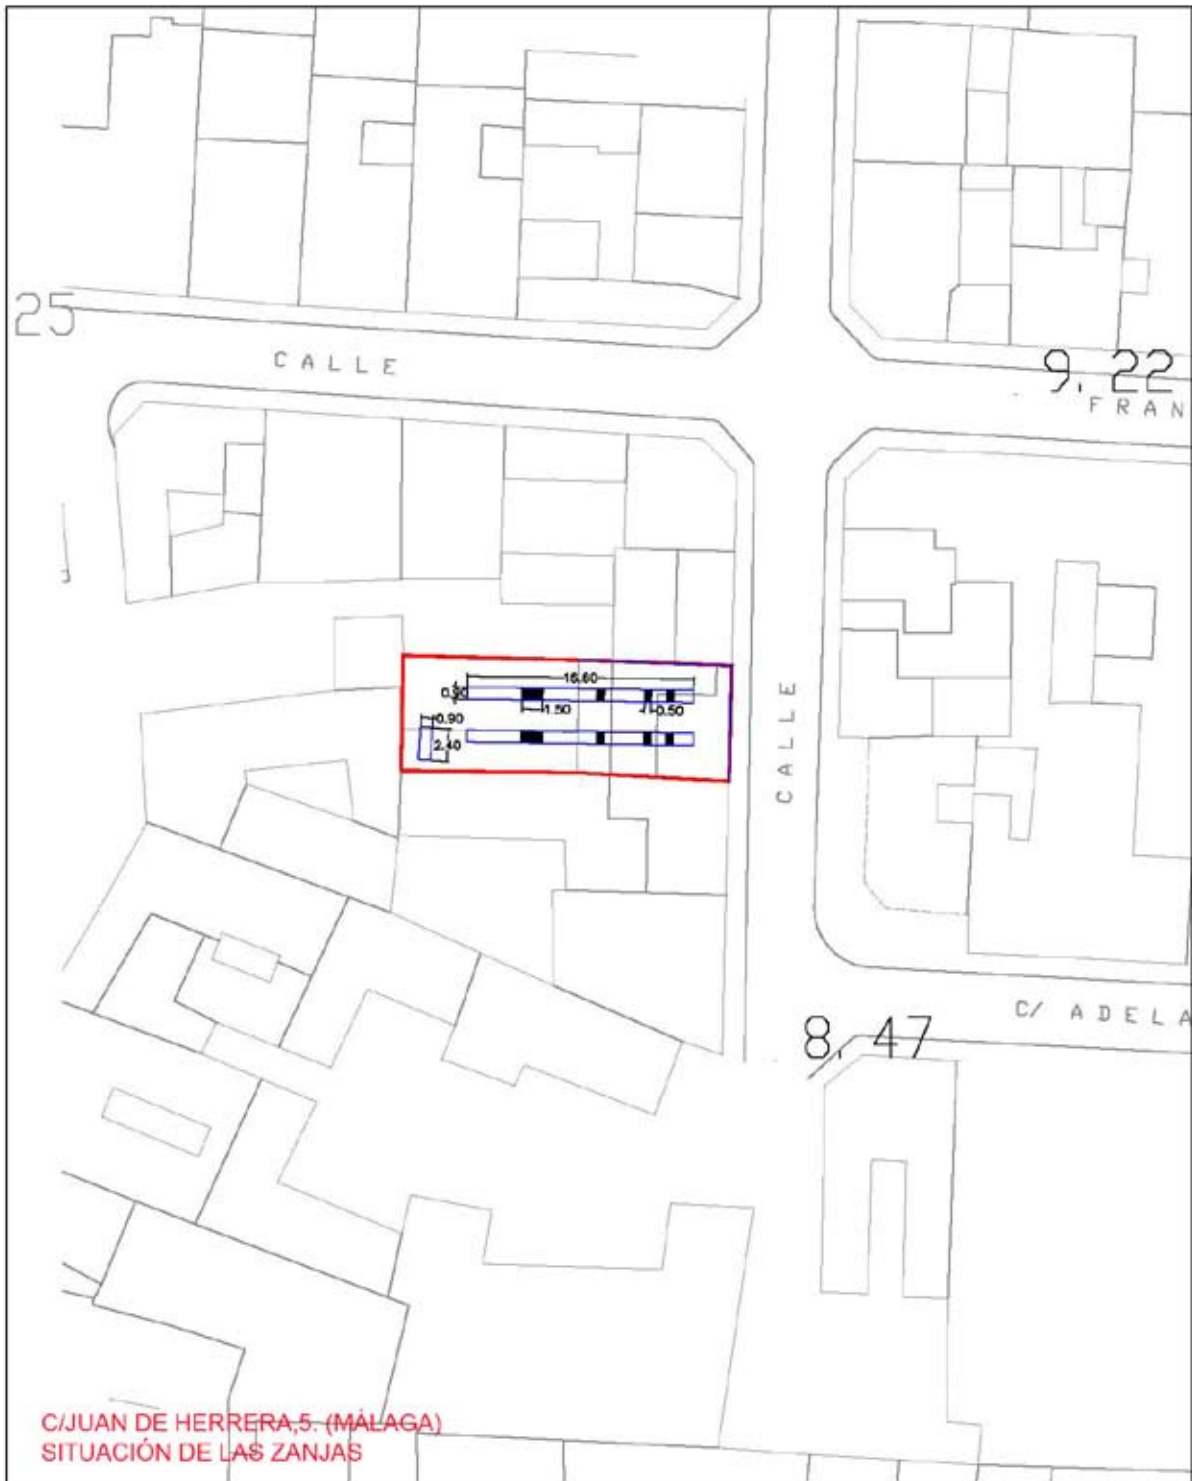 25
CALLE
9.22
FRAN
16.60
0.90
1.50
0.50
0.90
2.40
CALLE
C/ ADELA
8.47
C/JUAN DE HERRERA,5. (MÁLAGA)
SITUACIÓN DE LAS ZANJAS